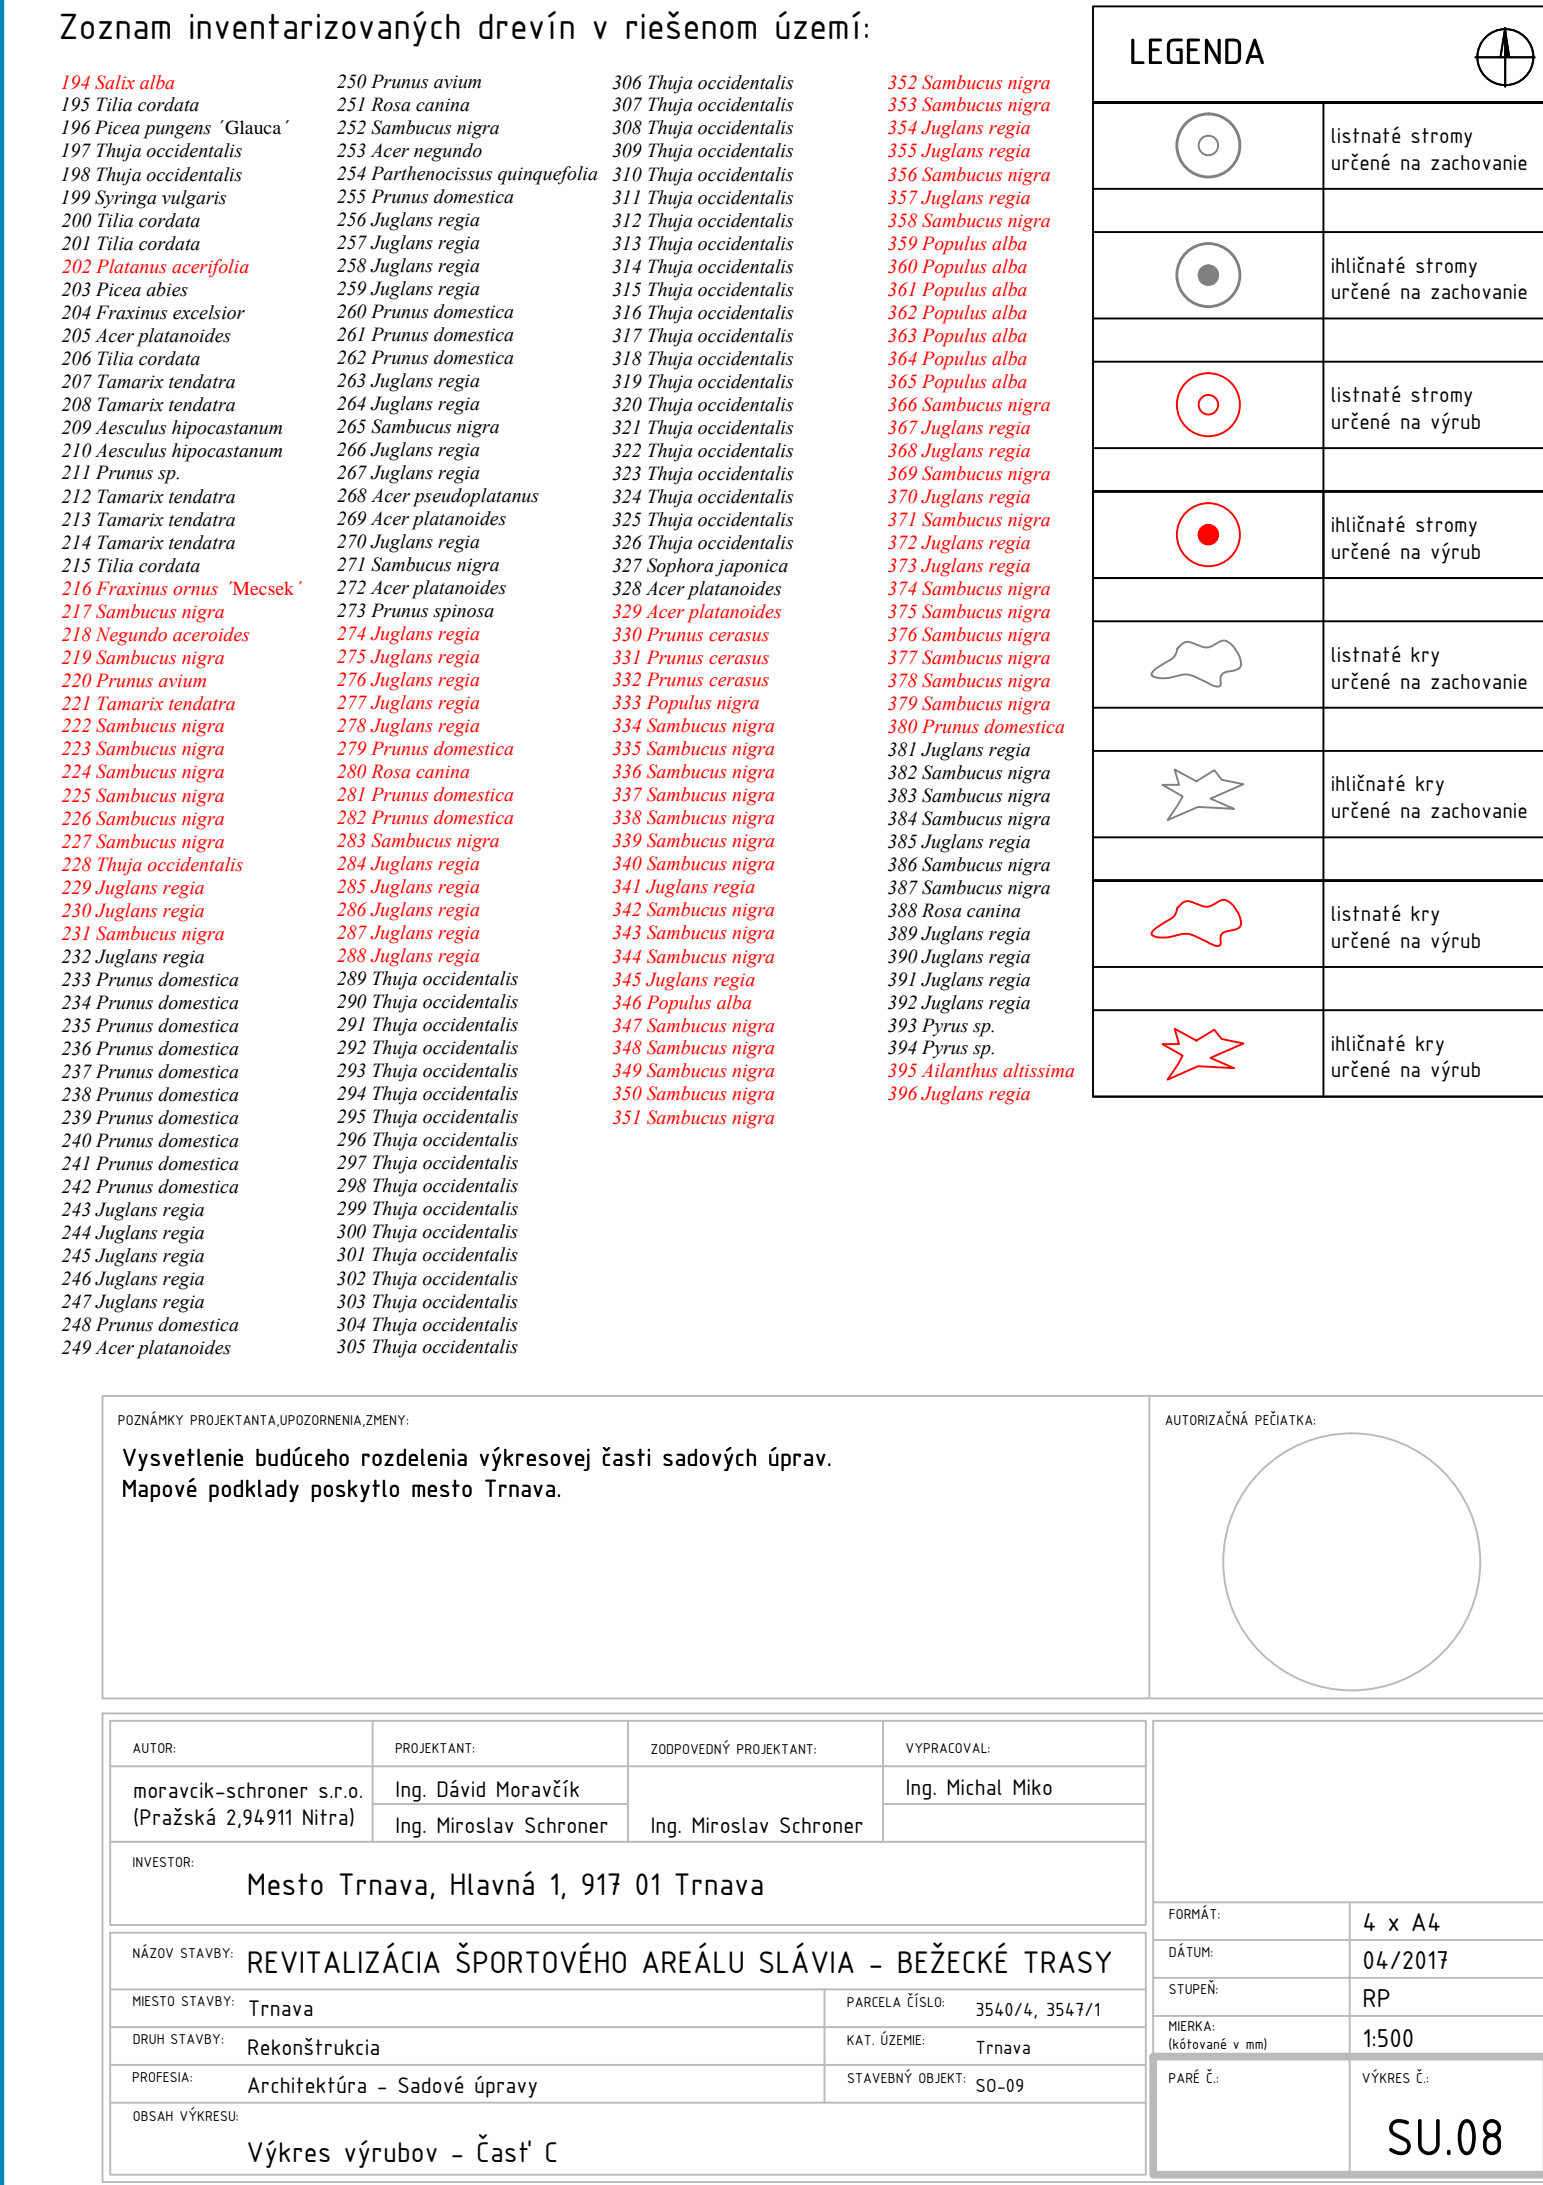 Zoznam inventarizovaných drevín v riešenom území:
194 Salix alba
195 Tilia cordata
196 Picea pungens ´Glauca´
197 Thuja occidentalis
198 Thuja occidentalis
199 Syringa vulgaris
200 Tilia cordata
201 Tilia cordata
202 Platanus acerifolia
203 Picea abies
204 Fraxinus excelsior
205 Acer platanoides
206 Tilia cordata
207 Tamarix tendatra
208 Tamarix tendatra
209 Aesculus hipocastanum
210 Aesculus hipocastanum
211 Prunus sp.
212 Tamarix tendatra
213 Tamarix tendatra
214 Tamarix tendatra
215 Tilia cordata
216 Fraxinus ornus ´Mecsek´
217 Sambucus nigra
218 Negundo aceroides
219 Sambucus nigra
220 Prunus avium
221 Tamarix tendatra
222 Sambucus nigra
223 Sambucus nigra
224 Sambucus nigra
225 Sambucus nigra
226 Sambucus nigra
227 Sambucus nigra
228 Thuja occidentalis
229 Juglans regia
230 Juglans regia
231 Sambucus nigra
232 Juglans regia
233 Prunus domestica
234 Prunus domestica
235 Prunus domestica
236 Prunus domestica
237 Prunus domestica
238 Prunus domestica
239 Prunus domestica
240 Prunus domestica
241 Prunus domestica
242 Prunus domestica
243 Juglans regia
244 Juglans regia
245 Juglans regia
246 Juglans regia
247 Juglans regia
248 Prunus domestica
249 Acer platanoides
250 Prunus avium
251 Rosa canina
252 Sambucus nigra
253 Acer negundo
254 Parthenocissus quinquefolia
255 Prunus domestica
256 Juglans regia
257 Juglans regia
258 Juglans regia
259 Juglans regia
260 Prunus domestica
261 Prunus domestica
262 Prunus domestica
263 Juglans regia
264 Juglans regia
265 Sambucus nigra
266 Juglans regia
267 Juglans regia
268 Acer pseudoplatanus
269 Acer platanoides
270 Juglans regia
271 Sambucus nigra
272 Acer platanoides
273 Prunus spinosa
274 Juglans regia
275 Juglans regia
276 Juglans regia
277 Juglans regia
278 Juglans regia
279 Prunus domestica
280 Rosa canina
281 Prunus domestica
282 Prunus domestica
283 Sambucus nigra
284 Juglans regia
285 Juglans regia
286 Juglans regia
287 Juglans regia
288 Juglans regia
289 Thuja occidentalis
290 Thuja occidentalis
291 Thuja occidentalis
292 Thuja occidentalis
293 Thuja occidentalis
294 Thuja occidentalis
295 Thuja occidentalis
296 Thuja occidentalis
297 Thuja occidentalis
298 Thuja occidentalis
299 Thuja occidentalis
300 Thuja occidentalis
301 Thuja occidentalis
302 Thuja occidentalis
303 Thuja occidentalis
304 Thuja occidentalis
305 Thuja occidentalis
306 Thuja occidentalis
307 Thuja occidentalis
308 Thuja occidentalis
309 Thuja occidentalis
310 Thuja occidentalis
311 Thuja occidentalis
312 Thuja occidentalis
313 Thuja occidentalis
314 Thuja occidentalis
315 Thuja occidentalis
316 Thuja occidentalis
317 Thuja occidentalis
318 Thuja occidentalis
319 Thuja occidentalis
320 Thuja occidentalis
321 Thuja occidentalis
322 Thuja occidentalis
323 Thuja occidentalis
324 Thuja occidentalis
325 Thuja occidentalis
326 Thuja occidentalis
327 Sophora japonica
328 Acer platanoides
329 Acer platanoides
330 Prunus cerasus
331 Prunus cerasus
332 Prunus cerasus
333 Populus nigra
334 Sambucus nigra
335 Sambucus nigra
336 Sambucus nigra
337 Sambucus nigra
338 Sambucus nigra
339 Sambucus nigra
340 Sambucus nigra
341 Juglans regia
342 Sambucus nigra
343 Sambucus nigra
344 Sambucus nigra
345 Juglans regia
346 Populus alba
347 Sambucus nigra
348 Sambucus nigra
349 Sambucus nigra
350 Sambucus nigra
351 Sambucus nigra
352 Sambucus nigra
353 Sambucus nigra
354 Juglans regia
355 Juglans regia
356 Sambucus nigra
357 Juglans regia
358 Sambucus nigra
359 Populus alba
360 Populus alba
361 Populus alba
362 Populus alba
363 Populus alba
364 Populus alba
365 Populus alba
366 Sambucus nigra
367 Juglans regia
368 Juglans regia
369 Sambucus nigra
370 Juglans regia
371 Sambucus nigra
372 Juglans regia
373 Juglans regia
374 Sambucus nigra
375 Sambucus nigra
376 Sambucus nigra
377 Sambucus nigra
378 Sambucus nigra
379 Sambucus nigra
380 Prunus domestica
381 Juglans regia
382 Sambucus nigra
383 Sambucus nigra
384 Sambucus nigra
385 Juglans regia
386 Sambucus nigra
387 Sambucus nigra
388 Rosa canina
389 Juglans regia
390 Juglans regia
391 Juglans regia
392 Juglans regia
393 Pyrus sp.
394 Pyrus sp.
395 Ailanthus altissima
396 Juglans regia
LEGENDA
listnaté stromy
určené na zachovanie
ihličnaté stromy
určené na zachovanie
listnaté stromy
určené na výrub
ihličnaté stromy
určené na výrub
listnaté kry
určené na zachovanie
ihličnaté kry
určené na zachovanie
listnaté kry
určené na výrub
ihličnaté kry
určené na výrub
POZNÁMKY PROJEKTANTA,UPOZORNENIA,ZMENY:
Vysvetlenie budúceho rozdelenia výkresovej časti sadových úprav.
Mapové podklady poskytlo mesto Trnava.
AUTORIZAČNÁ PEČIATKA:
AUTOR:
moravcik-schroner s.r.o.
(Pražská 2,94911 Nitra)
PROJEKTANT:
Ing. Dávid Moravčík
Ing. Miroslav Schroner
ZODPOVEDNÝ PROJEKTANT:
Ing. Miroslav Schroner
VYPRACOVAL:
Ing. Michal Miko
INVESTOR:
Mesto Trnava, Hlavná 1, 917 01 Trnava
NÁZOV STAVBY: REVITALIZÁCIA ŠPORTOVÉHO AREÁLU SLÁVIA - BEŽECKÉ TRASY
MIESTO STAVBY: Trnava
PARCELA ČÍSLO: 3540/4, 3547/1
DRUH STAVBY: Rekonštrukcia
KAT. ÚZEMIE: Trnava
PROFESIA: Architektúra - Sadové úpravy
STAVEBNÝ OBJEKT: SO-09
OBSAH VÝKRESU:
Výkres výrubov - Časť C
FORMÁT: 4 x A4
DÁTUM: 04/2017
STUPEŇ: RP
MIERKA: 1:500
(kótované v mm)
PARÉ Č.:
VÝKRES Č.:
SU.08